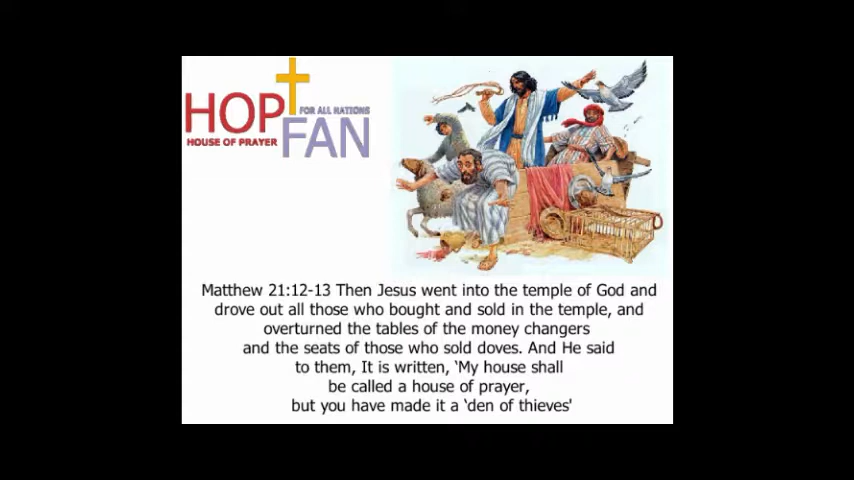 HOP
FOR ALL NATIONS
HOUSE OF PRAYER
FAN
Matthew 21:12-13 Then Jesus went into the temple of God and
drove out all those who bought and sold in the temple, and
overturned the tables of the money changers
and the seats of those who sold doves. And He said
to them, It is written, ‘My house shall
be called a house of prayer,
but you have made it a ‘den of thieves'